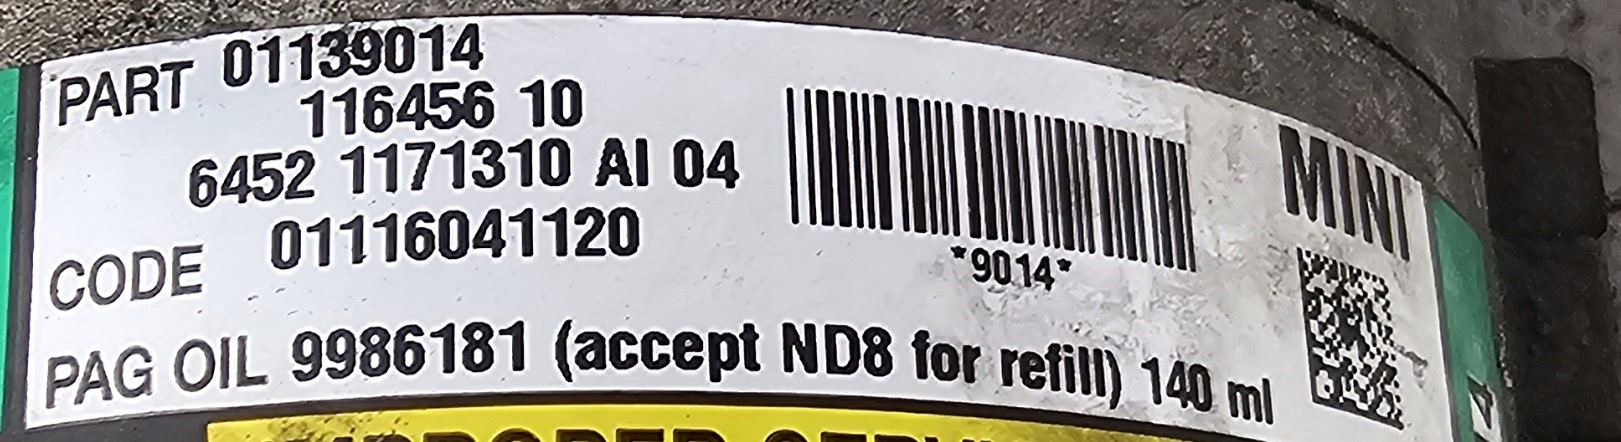 PART 01139014
116456 10
6452 1171310 AI 04
CODE 01116041120
PAG OIL 9986181 (accept ND8 for refill) 140 ml
*9014*
MINI